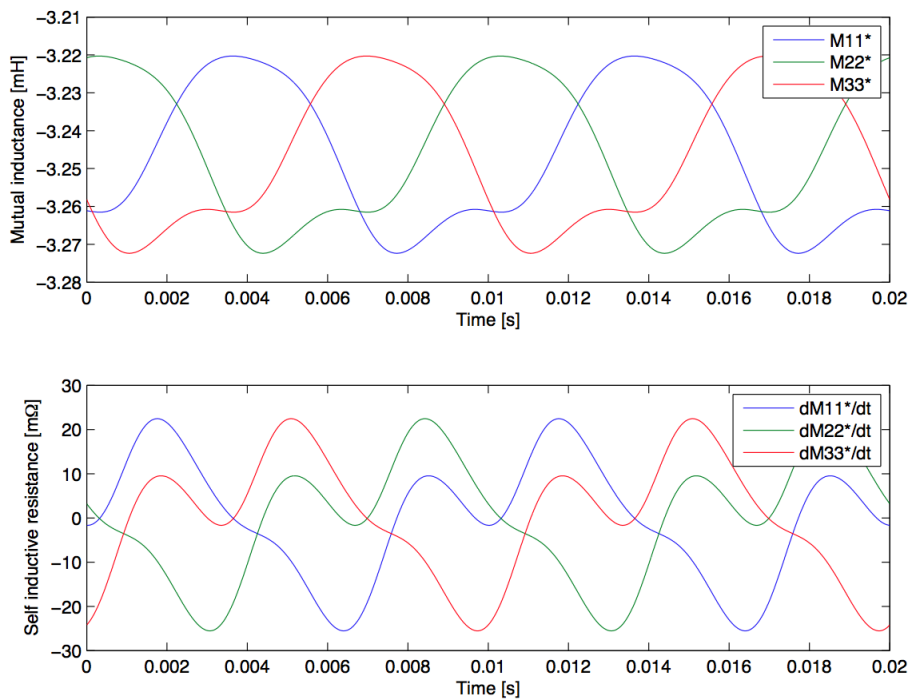 −3.21
−3.22
−3.23
−3.24
−3.25
−3.26
−3.27
−3.28
Mutual inductance [mH]
M11*
M22*
M33*
0 0.002 0.004 0.006 0.008 0.01 0.012 0.014 0.016 0.018 0.02
Time [s]
30
20
10
0
−10
−20
−30
Self inductive resistance [mΩ]
dM11*/dt
dM22*/dt
dM33*/dt
0 0.002 0.004 0.006 0.008 0.01 0.012 0.014 0.016 0.018 0.02
Time [s]